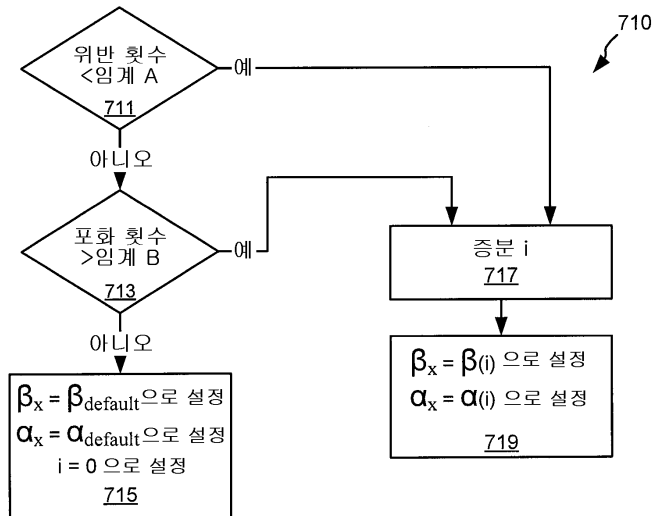 710
위반 횟수
<임계 A
711
예
아니오
포화 횟수
>임계 B
713
예
아니오
증분 i
717
βx = βdefault으로 설정
αx = αdefault으로 설정
i = 0 으로 설정
715
βx = β(i) 으로 설정
αx = α(i) 으로 설정
719